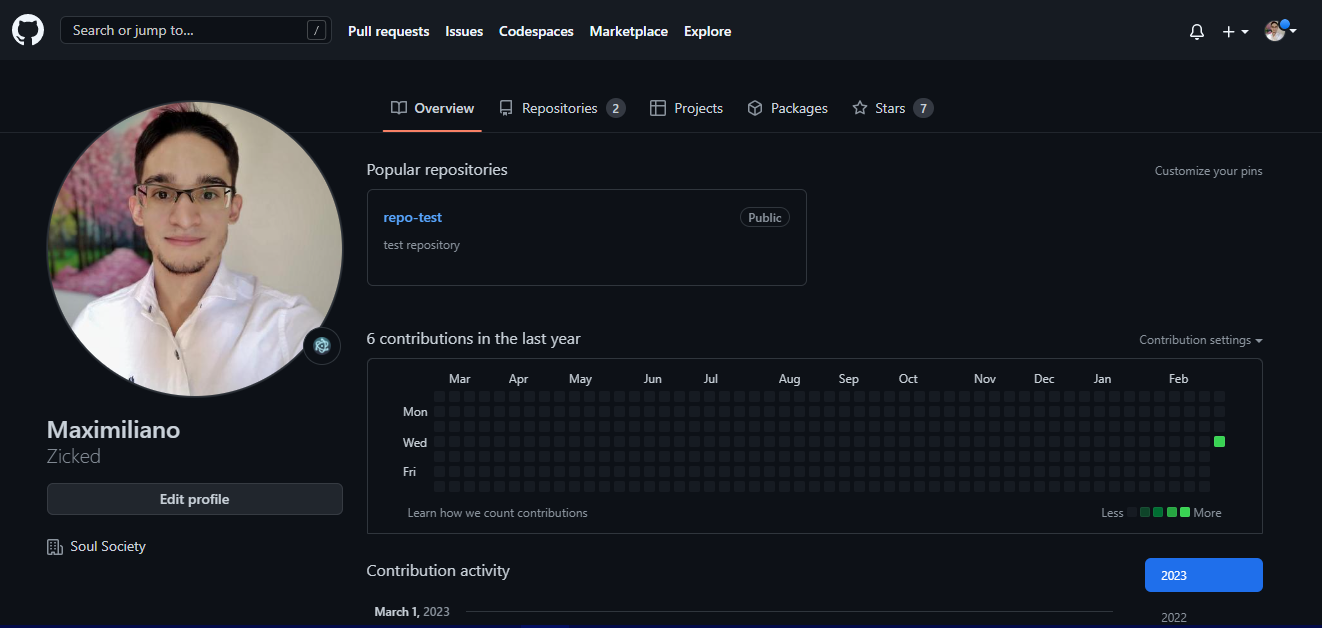 Search or jump to... /
Pull requests Issues Codespaces Marketplace Explore
Overview Repositories 2 Projects Packages Stars 7
Popular repositories Customize your pins
repo-test Public
test repository
6 contributions in the last year Contribution settings
Mar Apr May Jun Jul Aug Sep Oct Nov Dec Jan Feb
Mon
Wed
Fri
Learn how we count contributions Less More
Maximiliano
Zicked
Edit profile
Soul Society
Contribution activity
March 1, 2023
2023
2022